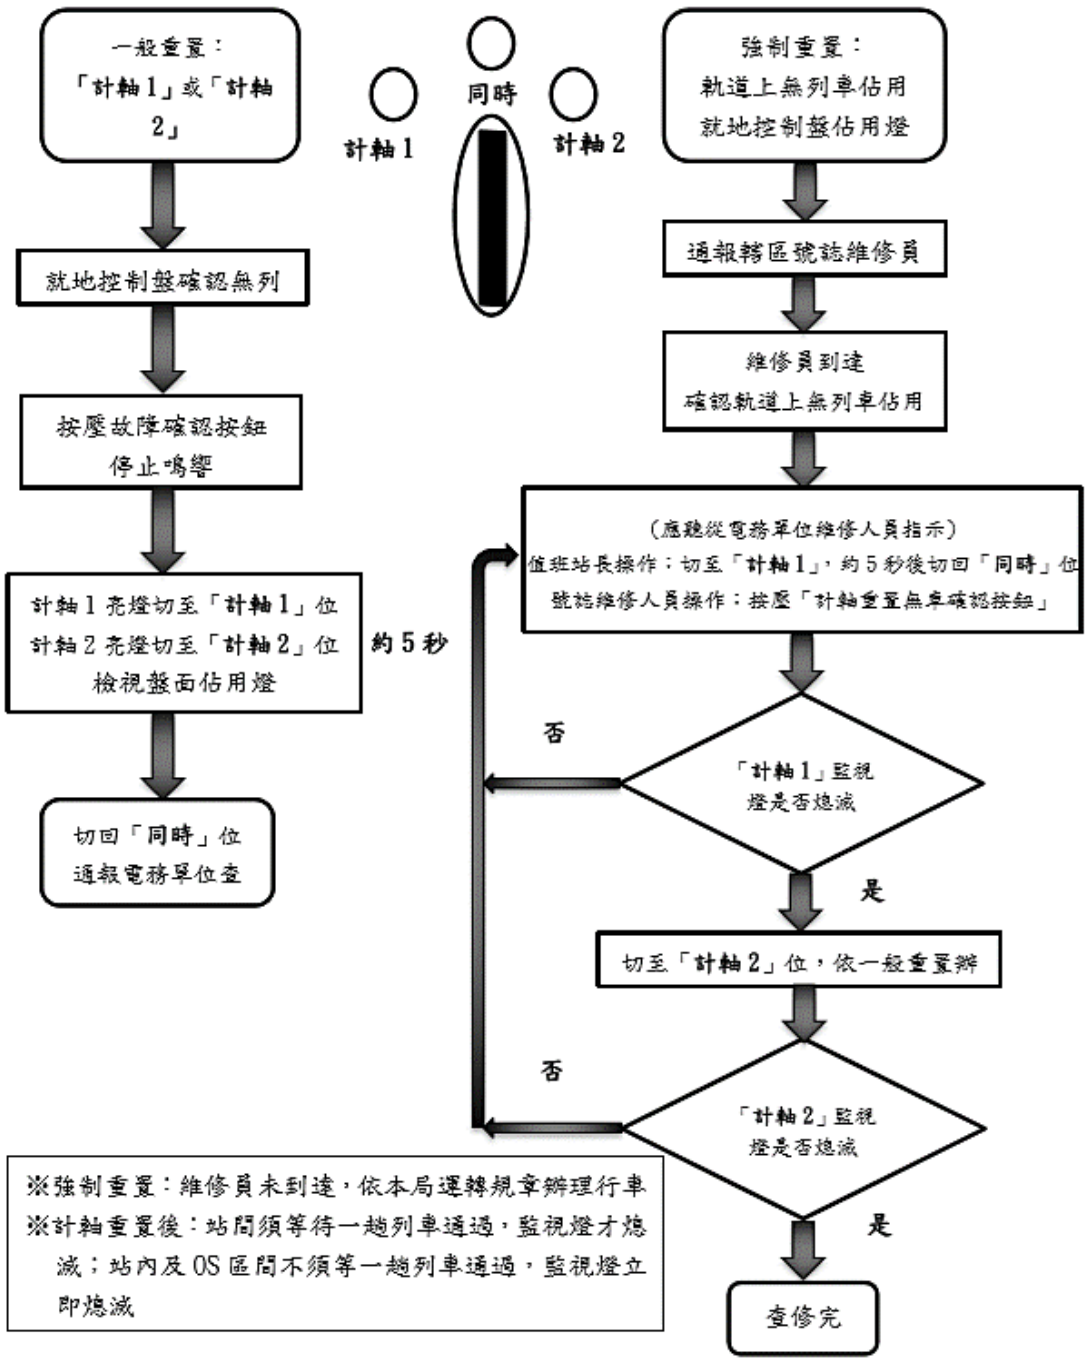 一般重置：
「計軸1」或「計軸
2」
就地控制盤確認無列
按壓故障確認按鈕
停止鳴響
計軸1亮燈切至「計軸1」位
計軸2亮燈切至「計軸2」位
檢視盤面佔用燈
約5秒
切回「同時」位
通報電務單位查
同時
計軸1
計軸2
強制重置：
軌道上無列車佔用
就地控制盤佔用燈
通報轄區號誌維修員
維修員到達
確認軌道上無列車佔用
(應聽從電務單位維修人員指示)
值班站長操作：切至「計軸1」，約5秒後切回「同時」位
號誌維修人員操作：按壓「計軸重置無車確認按鈕」
「計軸1」監視
燈是否熄滅
否
是
切至「計軸2」位，依一般重置辦
「計軸2」監視
燈是否熄滅
否
是
查修完
※強制重置：維修員未到達，依本局運轉規章辦理行車
※計軸重置後：站間須等待一趟列車通過，監視燈才熄
滅；站內及OS區間不須等一趟列車通過，監視燈立
即熄滅